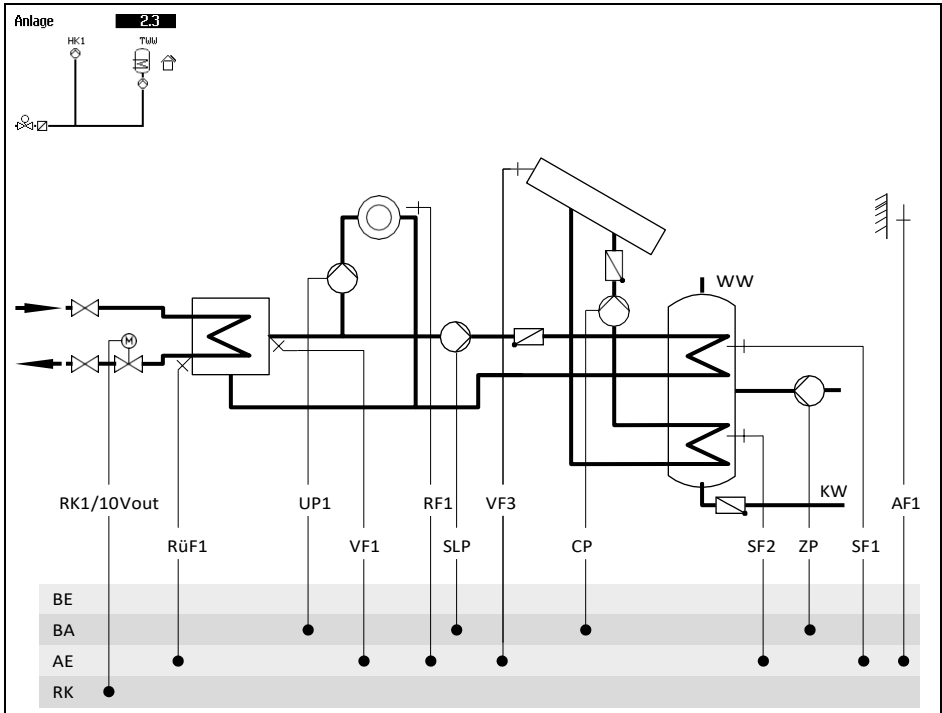 Anlage 2.3
HK1 TWW
M
WW
KW
RK1/10Vout UP1 RF1 VF3 AF1
RüF1 VF1 SLP CP SF2 ZP SF1
BE
BA
AE
RK